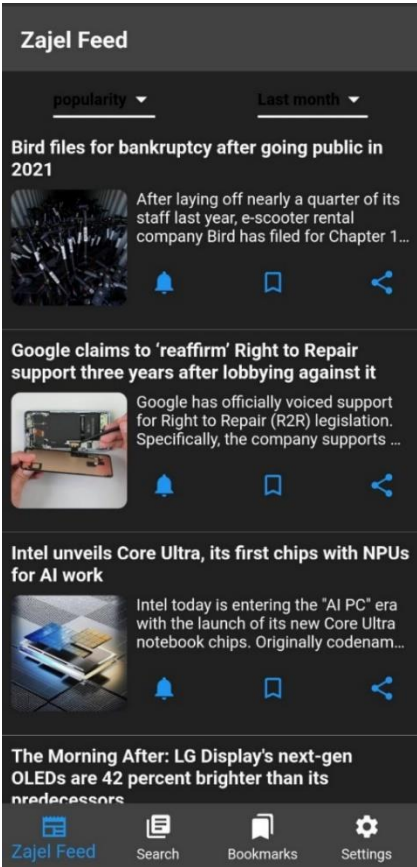 Zajel Feed
popularity
Last month
Bird files for bankruptcy after going public in
2021
After laying off nearly a quarter of its
staff last year, e-scooter rental
company Bird has filed for Chapter 1...
Google claims to ‘reaffirm’ Right to Repair
support three years after lobbying against it
Google has officially voiced support
for Right to Repair (R2R) legislation.
Specifically, the company supports ...
Intel unveils Core Ultra, its first chips with NPUs
for AI work
Intel today is entering the "AI PC" era
with the launch of its new Core Ultra
notebook chips. Originally codenam...
The Morning After: LG Display's next-gen
OLEDs are 42 percent brighter than its
predecessors
Zajel Feed
Search
Bookmarks
Settings